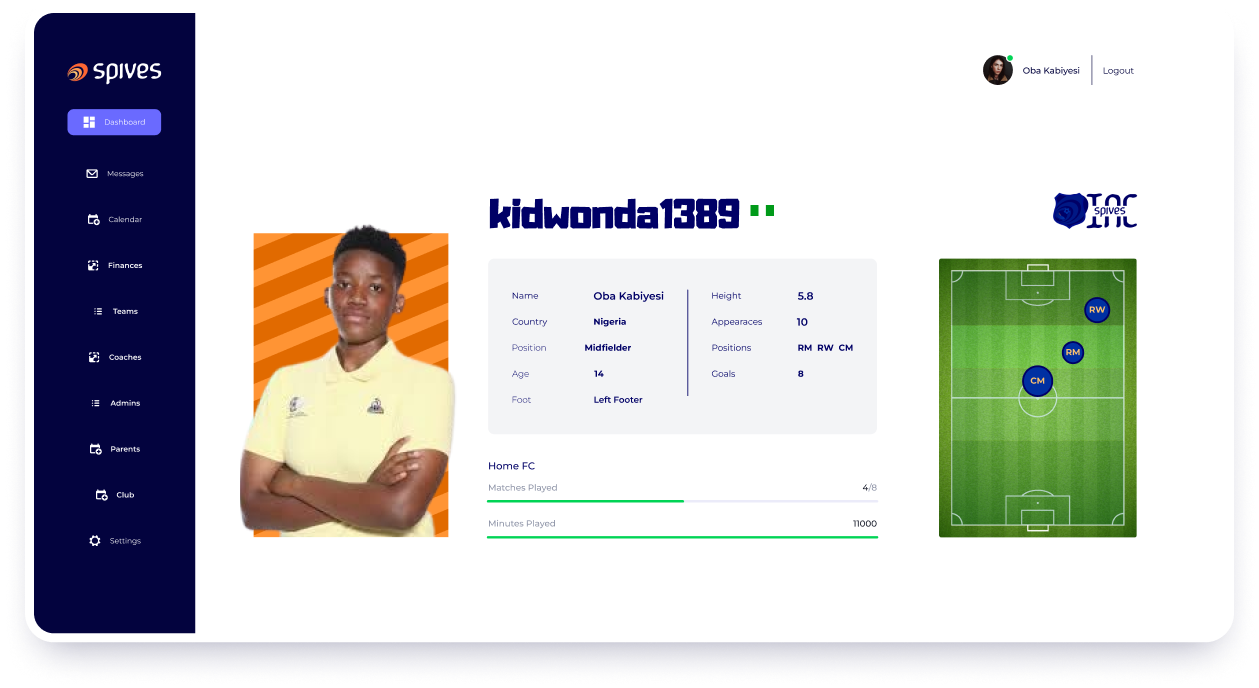 spives
Oba Kabiyesi
Logout
Dashboard
Messages
Calendar
Finances
Teams
Coaches
Admins
Parents
Club
Settings
kidwonda1389
INC
spives
Name Oba Kabiyesi
Country Nigeria
Position Midfielder
Age 14
Foot Left Footer
Height 5.8
Appearaces 10
Positions RM RW CM
Goals 8
Home FC
Matches Played 4/8
Minutes Played 11000
RW
RM
CM